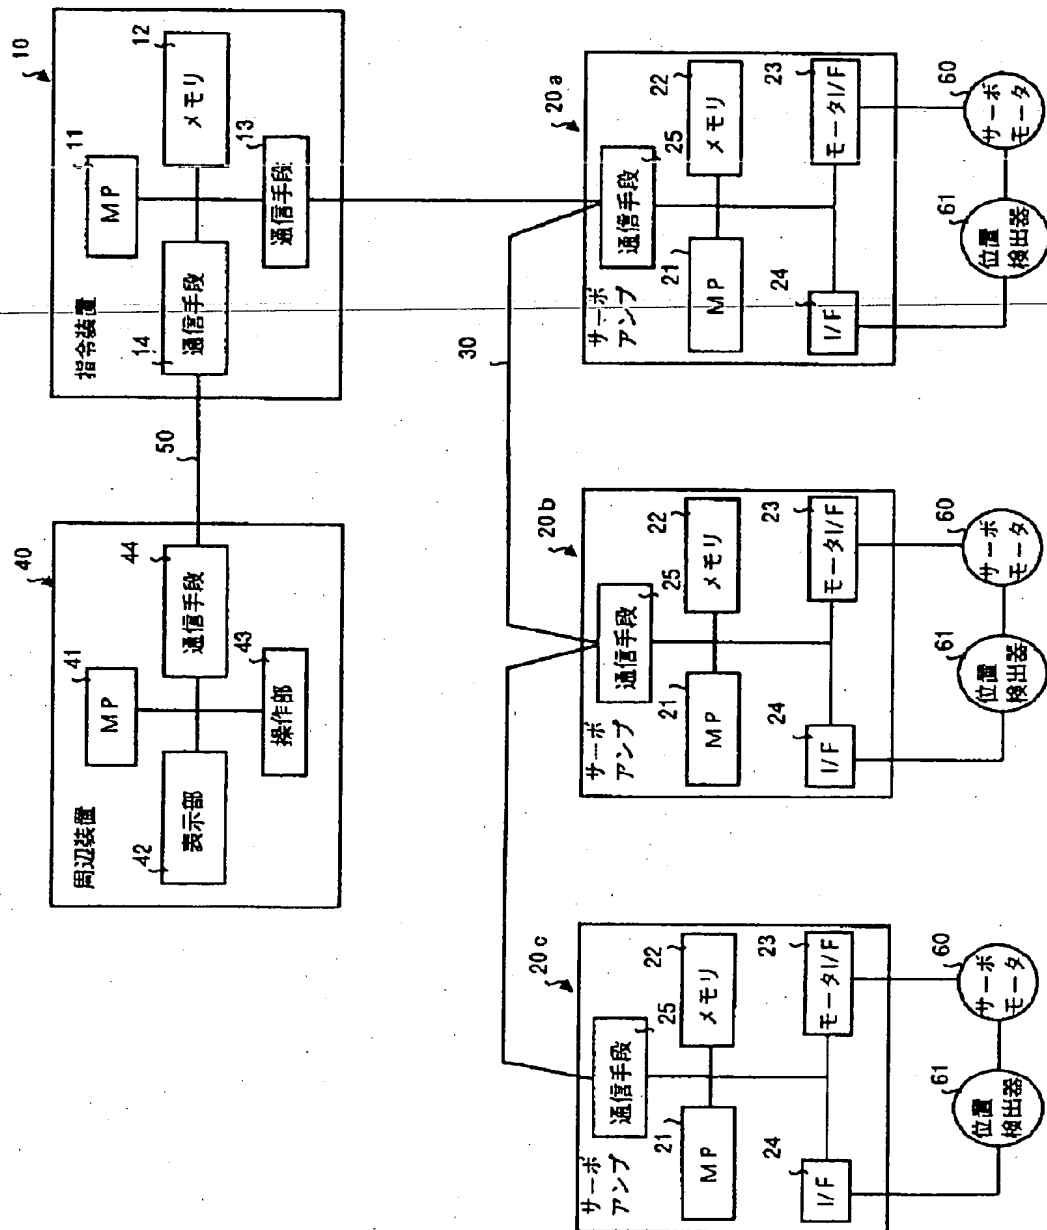 周辺装置
40
MP
41
表示部
42
通信手段
44
操作部
43
50
指令装置
10
MP
11
通信手段
14
メモリ
12
通信手段
13
30
サーボ
アンプ
20c
通信手段
25
MP
21
メモリ
22
I/F
24
モータI/F
23
位置
検出器
61
サーボ
モータ
60
サーボ
アンプ
20b
通信手段
25
MP
21
メモリ
22
I/F
24
モータI/F
23
位置
検出器
61
サーボ
モータ
60
サーボ
アンプ
20a
通信手段
25
MP
21
メモリ
22
I/F
24
モータI/F
23
位置
検出器
61
サーボ
モータ
60